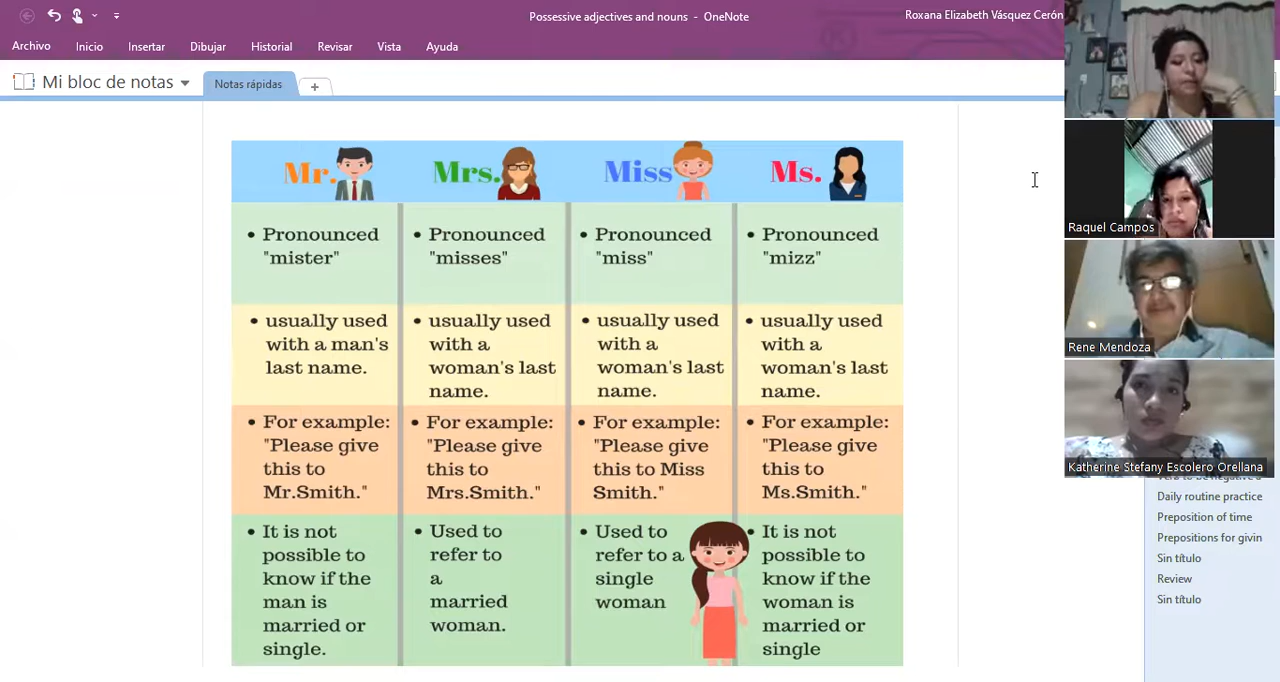 Possessive adjectives and nouns - OneNote
Roxana Elizabeth Vásquez Cerón
Archivo Inicio Insertar Dibujar Historial Revisar Vista Ayuda
Mi bloc de notas
Notas rápidas
+
Mr.
Mrs.
Miss
Ms.
• Pronounced
"mister"
• Pronounced
"misses"
• Pronounced
"miss"
• Pronounced
"mizz"
• usually used
with a man's
last name.
• usually used
with a
woman's last
name.
• usually used
with a
woman's last
name.
• usually used
with a
woman's last
name.
• For example:
"Please give
this to
Mr.Smith."
• For example:
"Please give
this to
Mrs.Smith."
• For example:
"Please give
this to Miss
Smith."
• For example:
"Please give
this to
Ms.Smith."
• It is not
possible to
know if the
man is
married or
single.
• Used to
refer to
a
married
woman.
• Used to
refer to a
single
woman
• It is not
possible to
know if the
woman is
married or
single
Raquel Campos
Rene Mendoza
Katherine Stefany Escolero Orellana
Daily routine practice
Preposition of time
Prepositions for givin
Sin título
Review
Sin título